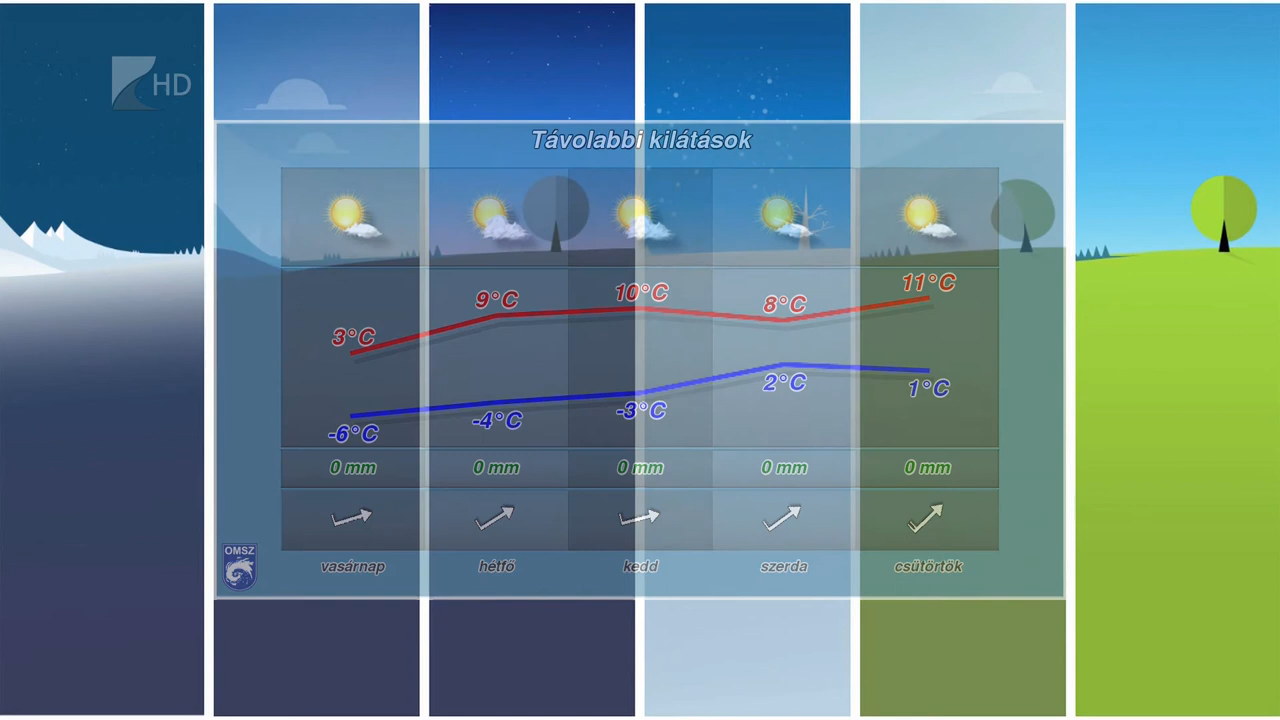 HD
Távolabbi kilátások
3°C 9°C 10°C 8°C 11°C
-6°C -4°C -3°C 2°C 1°C
0 mm 0 mm 0 mm 0 mm 0 mm
OMSZ
vasárnap hétfő kedd szerda csütörtök